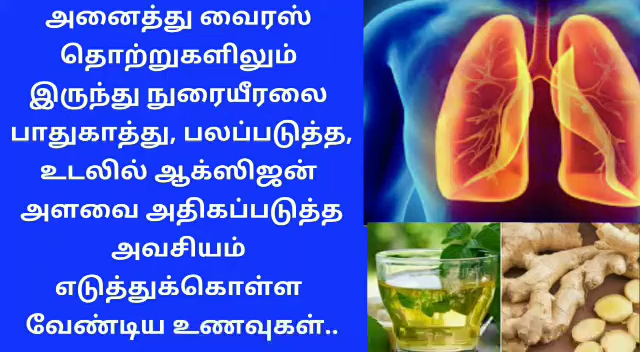 அனைத்து வைரஸ்
தொற்றுகளிலும்
இருந்து நுரையீரலை
பாதுகாத்து, பலப்படுத்த,
உடலில் ஆக்ஸிஜன்
அளவை அதிகப்படுத்த
அவசியம்
எடுத்துக்கொள்ள
வேண்டிய உணவுகள்..